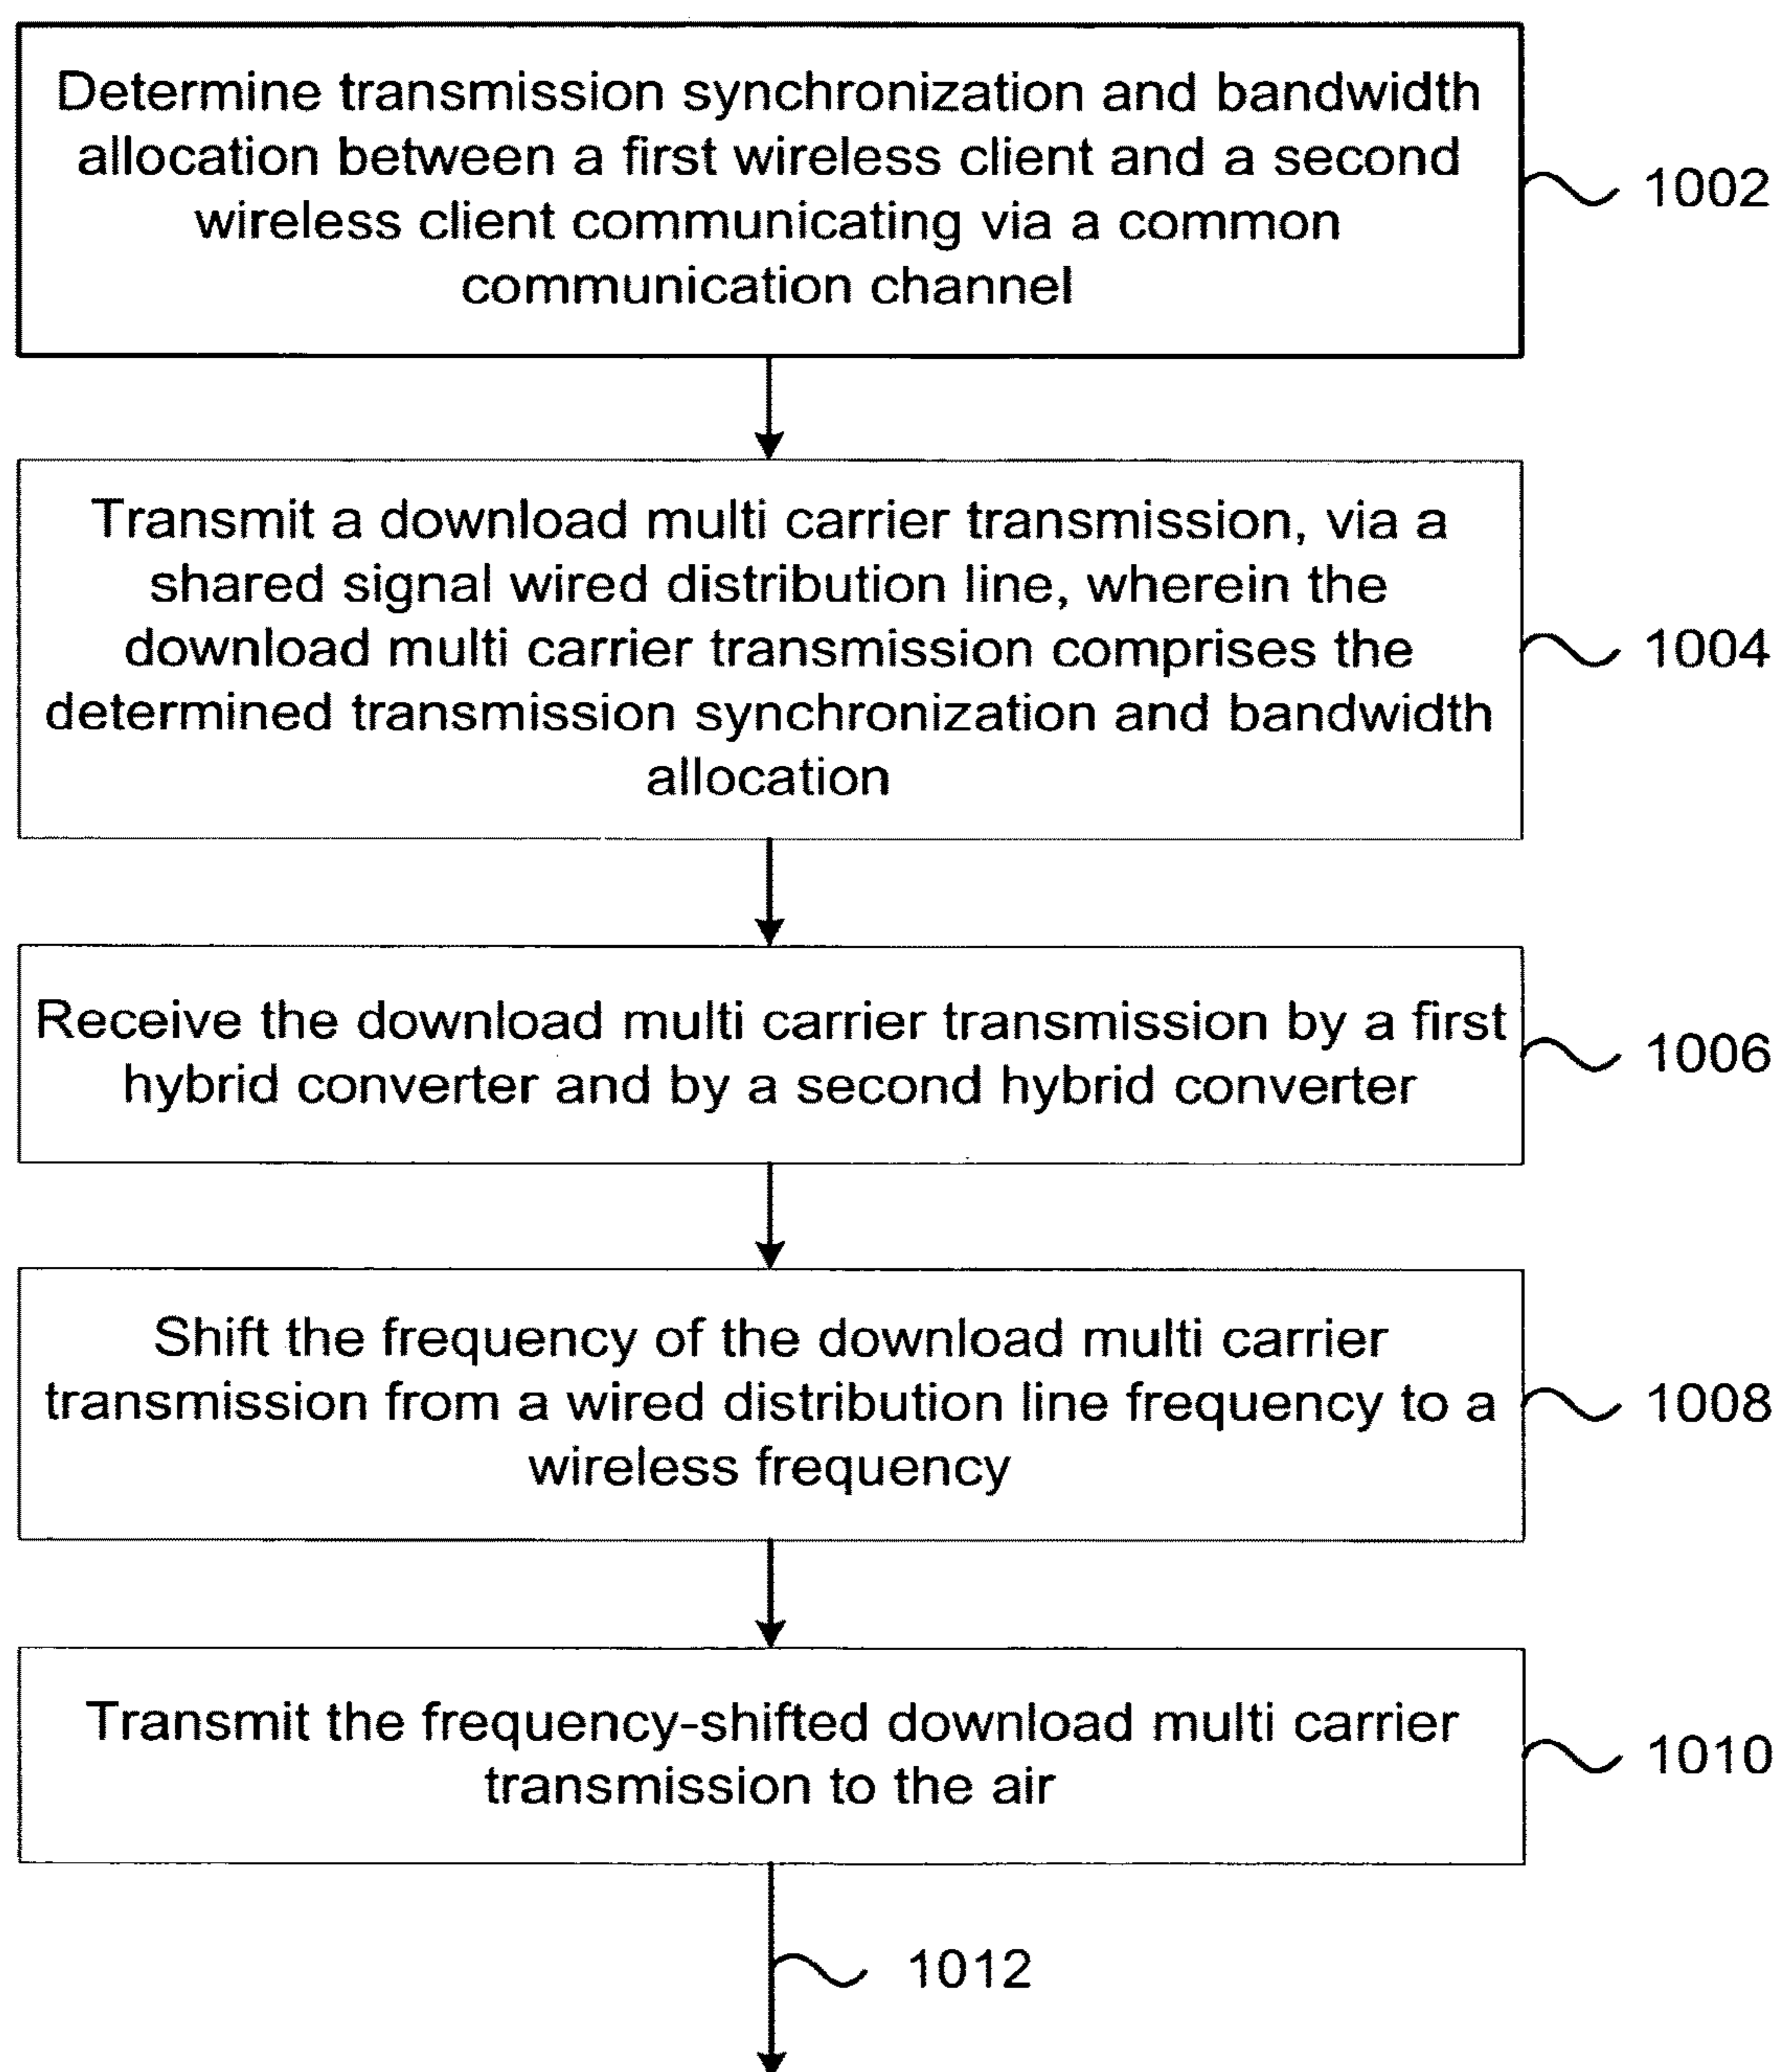 Determine transmission synchronization and bandwidth
allocation between a first wireless client and a second
wireless client communicating via a common
communication channel
1002
Transmit a download multi carrier transmission, via a
shared signal wired distribution line, wherein the
download multi carrier transmission comprises the
determined transmission synchronization and bandwidth
allocation
1004
Receive the download multi carrier transmission by a first
hybrid converter and by a second hybrid converter
1006
Shift the frequency of the download multi carrier
transmission from a wired distribution line frequency to a
wireless frequency
1008
Transmit the frequency-shifted download multi carrier
transmission to the air
1010
1012